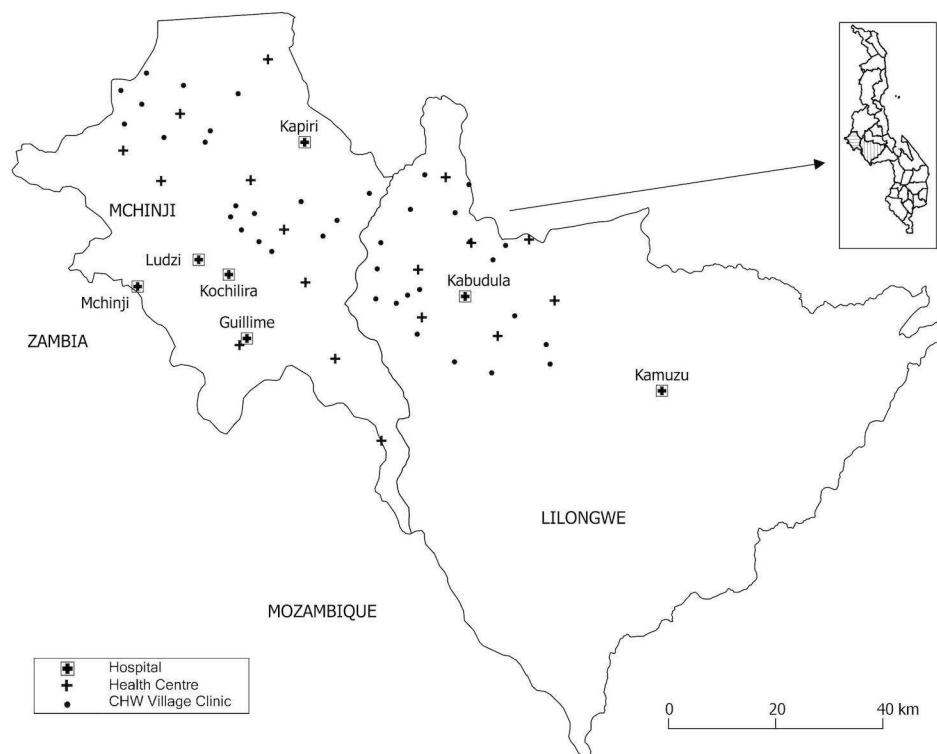 Kapiri
MCHINJI
Ludzi
Kochilira
Mchinji
Kabudula
Guillime
ZAMBIA
Kamuzu
LILONGWE
MOZAMBIQUE
Hospital
Health Centre
CHW Village Clinic
0 20 40 km